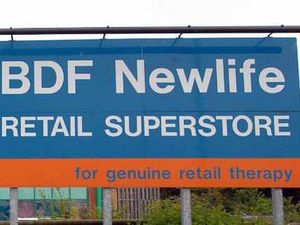 BDF Newlife
RETAIL SUPERSTORE
for genuine retail therapy